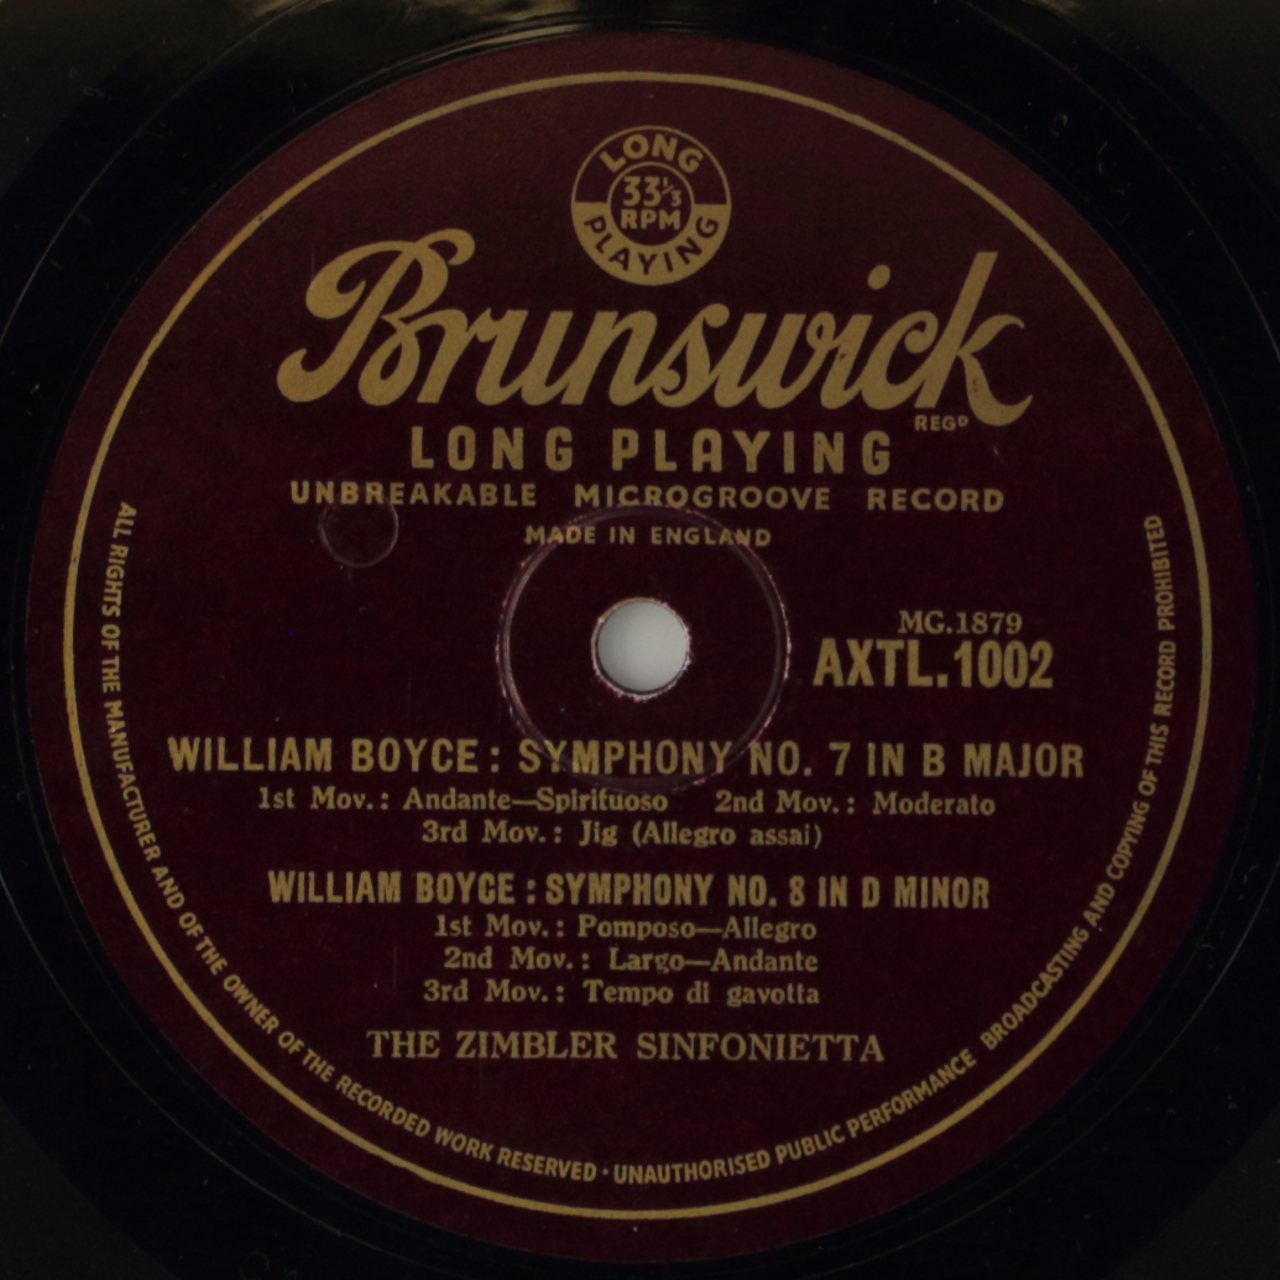 LONG
33⅓
RPM
PLAYING
Brunswick
REGD
LONG PLAYING
UNBREAKABLE MICROGROOVE RECORD
MADE IN ENGLAND
MG.1879
AXTL.1002
WILLIAM BOYCE: SYMPHONY NO. 7 IN B MAJOR
1st Mov.: Andante—Spirituoso 2nd Mov.: Moderato
3rd Mov.: Jig (Allegro assai)
WILLIAM BOYCE: SYMPHONY NO. 8 IN D MINOR
1st Mov.: Pomposo—Allegro
2nd Mov.: Largo—Andante
3rd Mov.: Tempo di gavotta
THE ZIMBLER SINFONIETTA
ALL RIGHTS OF THE MANUFACTURER AND OF THE OWNER OF THE RECORDED WORK RESERVED · UNAUTHORISED PUBLIC PERFORMANCE BROADCASTING AND COPYING OF THIS RECORD PROHIBITED